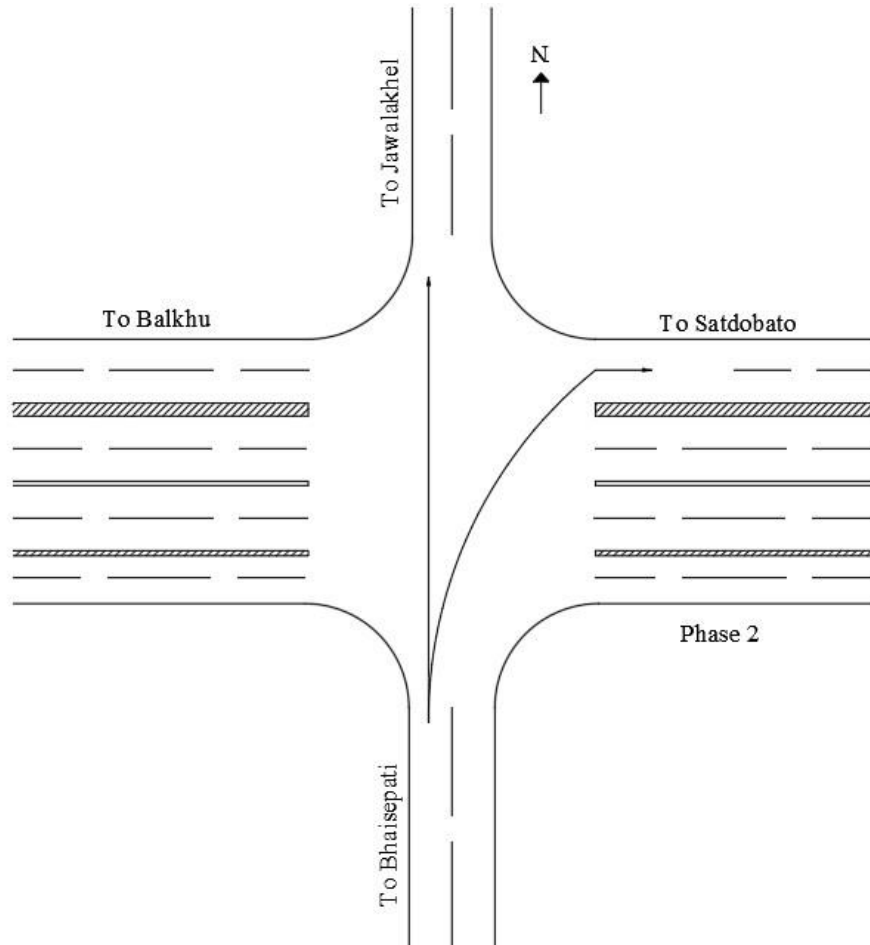 N
To Jawalakhel
To Balkhu
To Satdobato
Phase 2
To Bhaisepati